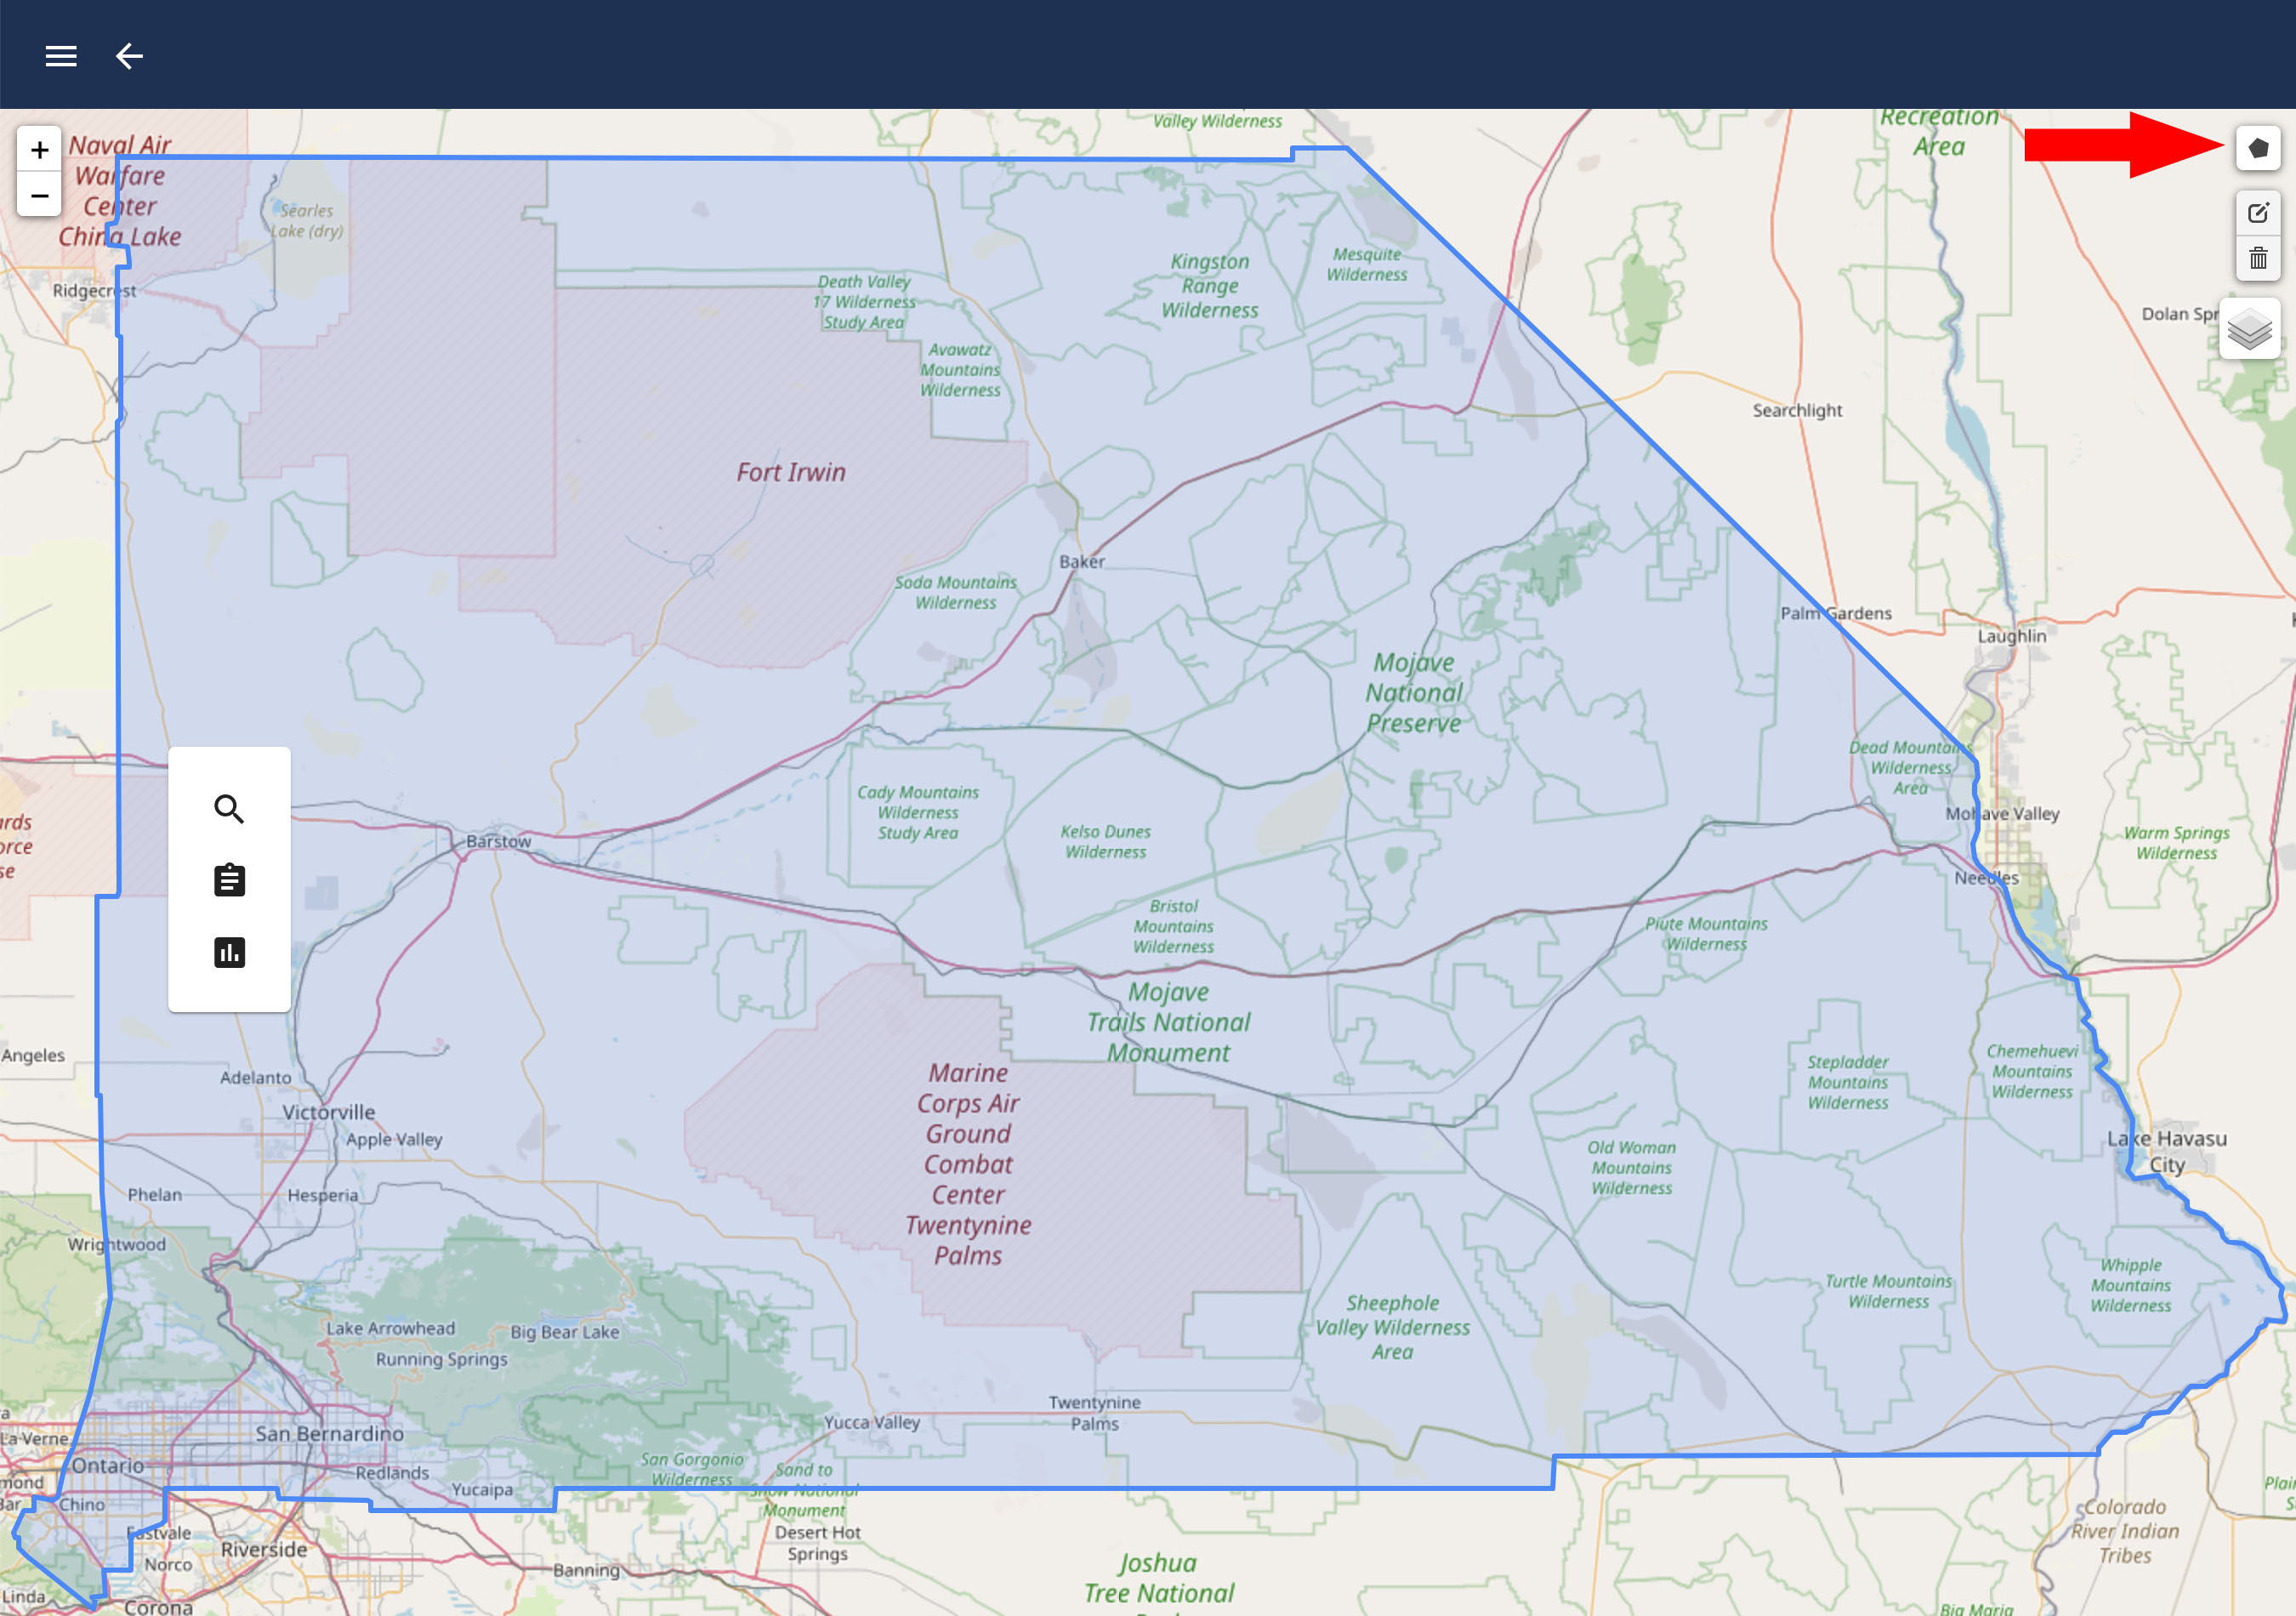 Valley Wilderness
Recreation
Area
+
−
Naval Air
Warfare
Center
China Lake
Searles
Lake (dry)
Ridgecrest
Death Valley
17 Wilderness
Study Area
Kingston
Range
Wilderness
Mesquite
Wilderness
Dolan Spr
Avawatz
Mountains
Wilderness
Searchlight
Fort Irwin
Baker
Soda Mountains
Wilderness
Palm Gardens
Laughlin
Mojave
National
Preserve
Dead Mountains
Wilderness
Area
Cady Mountains
Wilderness
Study Area
Mohave Valley
Kelso Dunes
Wilderness
Warm Springs
Wilderness
ards
orce
se
Barstow
Needles
Bristol
Mountains
Wilderness
Piute Mountains
Wilderness
Mojave
Trails National
Monument
Angeles
Adelanto
Victorville
Apple Valley
Marine
Corps Air
Ground
Combat
Center
Twentynine
Palms
Stepladder
Mountains
Wilderness
Chemehuevi
Mountains
Wilderness
Old Woman
Mountains
Wilderness
Lake Havasu
City
Phelan
Hesperia
Wrightwood
Whipple
Mountains
Wilderness
Turtle Mountains
Wilderness
Sheephole
Valley Wilderness
Area
Lake Arrowhead
Big Bear Lake
Running Springs
Twentynine
Palms
Yucca Valley
La-Verne
San Bernardino
Ontario
Redlands
San Gorgonio
Wilderness
Yucaipa
Sand to
Snow National
Monument
mond
Bar
Chino
Eastvale
Riverside
Norco
Desert Hot
Springs
Banning
Linda
Corona
Joshua
Tree National
Colorado
River Indian
Tribes
Plain
Big Maria